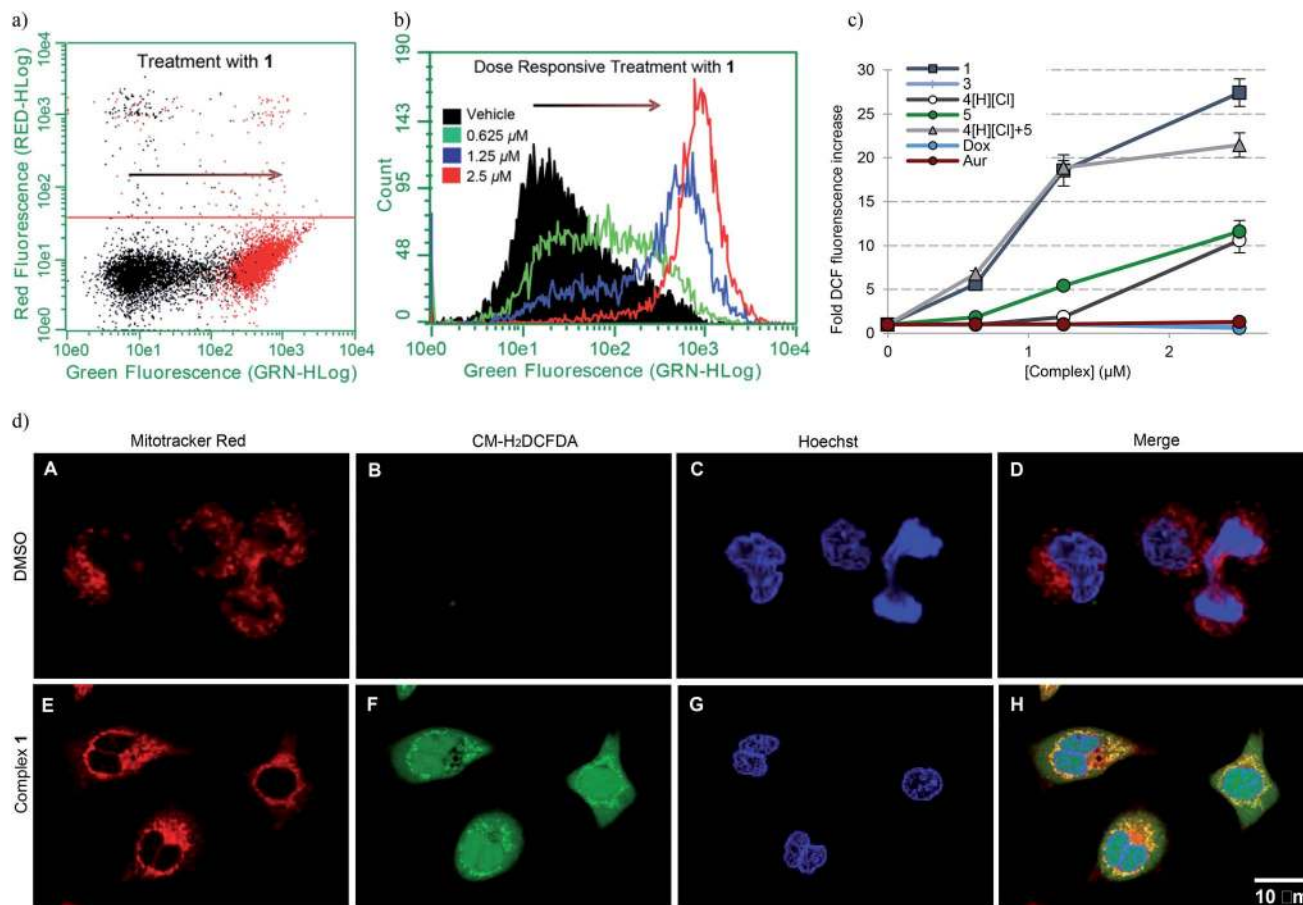 a)
Treatment with 1
Red Fluorescence (RED-HLog)
10e4
10e3
10e2
10e1
10e0
10e0 10e1 10e2 10e3 10e4
Green Fluorescence (GRN-HLog)
b)
Dose Responsive Treatment with 1
Vehicle
0.625 µM
1.25 µM
2.5 µM
Count
190
143
95
48
0
10e0 10e1 10e2 10e3 10e4
Green Fluorescence (GRN-HLog)
c)
1
3
4[H][Cl]
5
4[H][Cl]+5
Dox
Aur
Fold DCF fluorenscence increase
30
25
20
15
10
5
0
0 1 2
[Complex] (µM)
d)
Mitotracker Red CM-H₂DCFDA Hoechst Merge
DMSO
A B C D
Complex 1
E F G H
10 □m